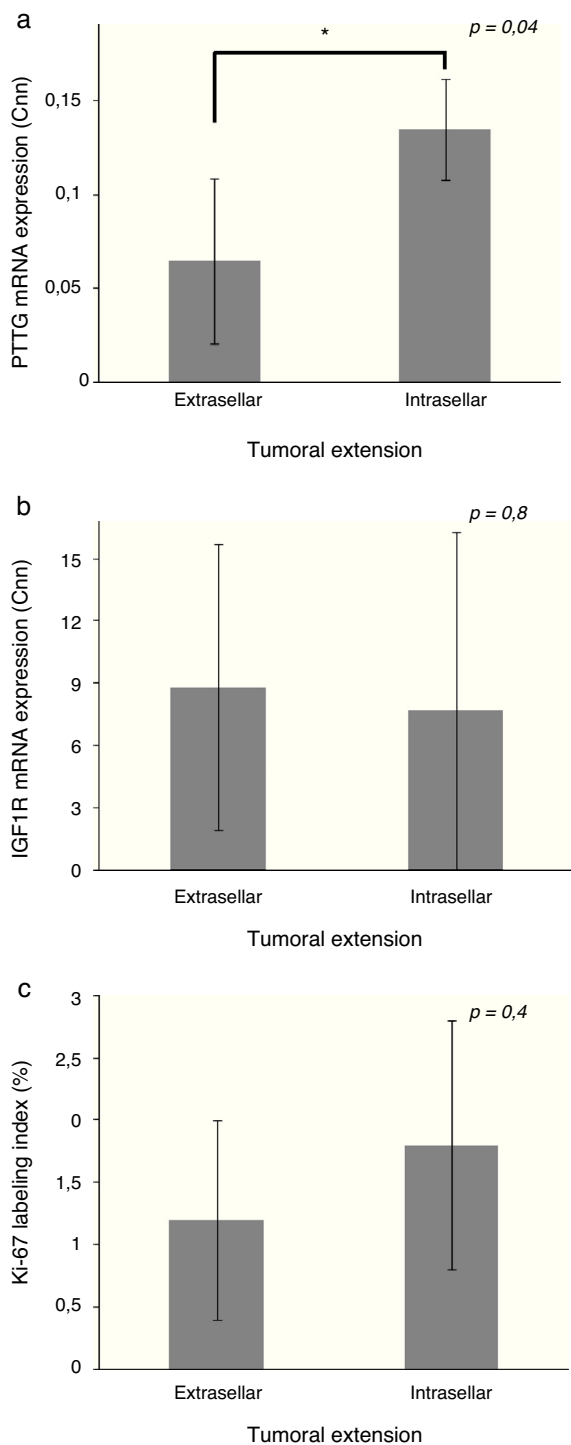 a
p = 0,04
*
PTTG mRNA expression (Cnn)
0,15
0,1
0,05
0
Extrasellar
Intrasellar
Tumoral extension
b
p = 0,8
IGF1R mRNA expression (Cnn)
15
12
9
6
3
0
Extrasellar
Intrasellar
Tumoral extension
c
p = 0,4
Ki-67 labeling index (%)
3
2,5
0
1,5
1
0,5
0
Extrasellar
Intrasellar
Tumoral extension